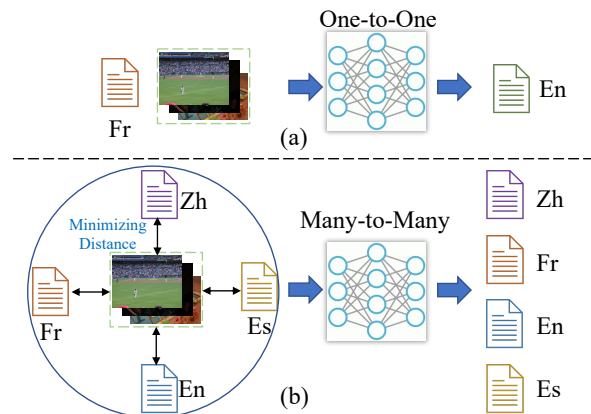 One-to-One
Fr
En
(a)
Zh
Minimizing
Distance
Fr
Es
En
Many-to-Many
Zh
Fr
En
Es
(b)